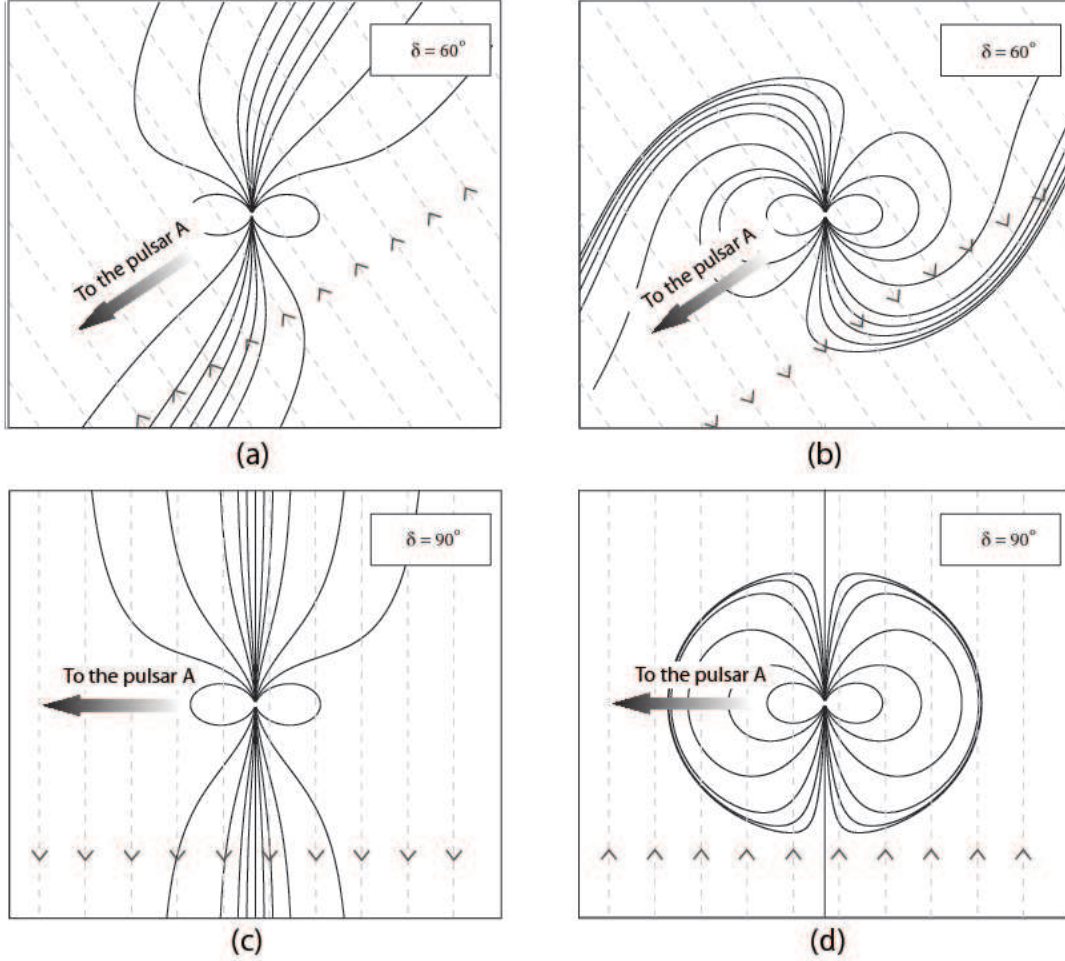 δ = 60°
To the pulsar A
(a)
δ = 60°
To the pulsar A
(b)
δ = 90°
To the pulsar A
(c)
δ = 90°
To the pulsar A
(d)